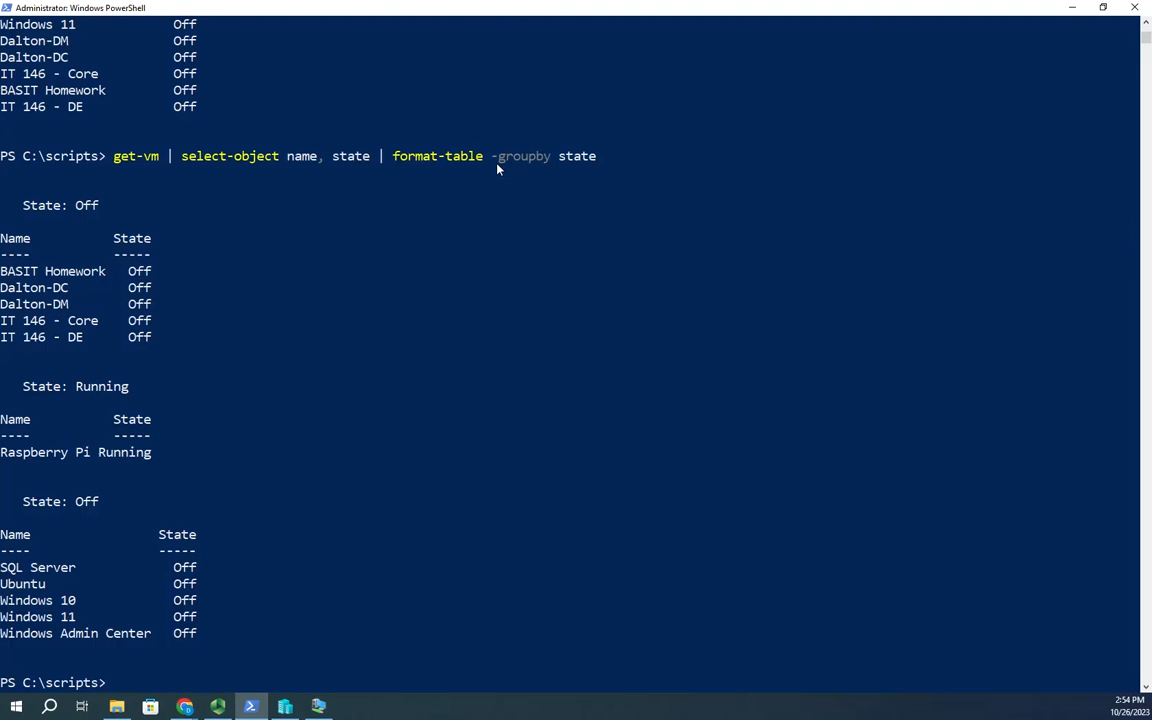 Administrator: Windows PowerShell
Windows 11 Off
Dalton-DM Off
Dalton-DC Off
IT 146 - Core Off
BASIT Homework Off
IT 146 - DE Off
PS C:\scripts> get-vm | select-object name, state | format-table -groupby state
State: Off
Name State
---- -----
BASIT Homework Off
Dalton-DC Off
Dalton-DM Off
IT 146 - Core Off
IT 146 - DE Off
State: Running
Name State
---- -----
Raspberry Pi Running
State: Off
Name State
---- -----
SQL Server Off
Ubuntu Off
Windows 10 Off
Windows 11 Off
Windows Admin Center Off
PS C:\scripts>
2:54 PM
10/26/2023